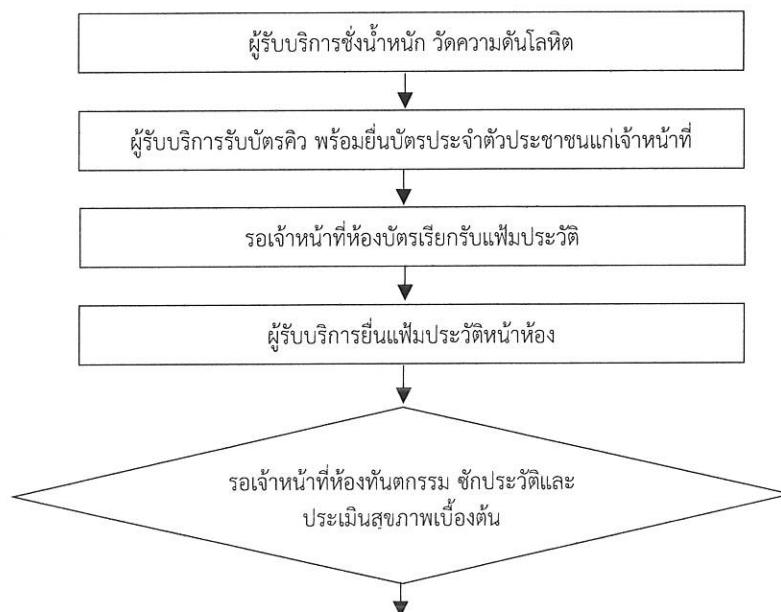 ผู้รับบริการชั่งน้ำหนัก วัดความดันโลหิต
ผู้รับบริการรับบัตรคิว พร้อมยื่นบัตรประจำตัวประชาชนแก่เจ้าหน้าที่
รอเจ้าหน้าที่ห้องบัตรเรียกรับแฟ้มประวัติ
ผู้รับบริการยื่นแฟ้มประวัติหน้าห้อง
รอเจ้าหน้าที่ห้องทันตกรรม ซักประวัติและ
ประเมินสุขภาพเบื้องต้น